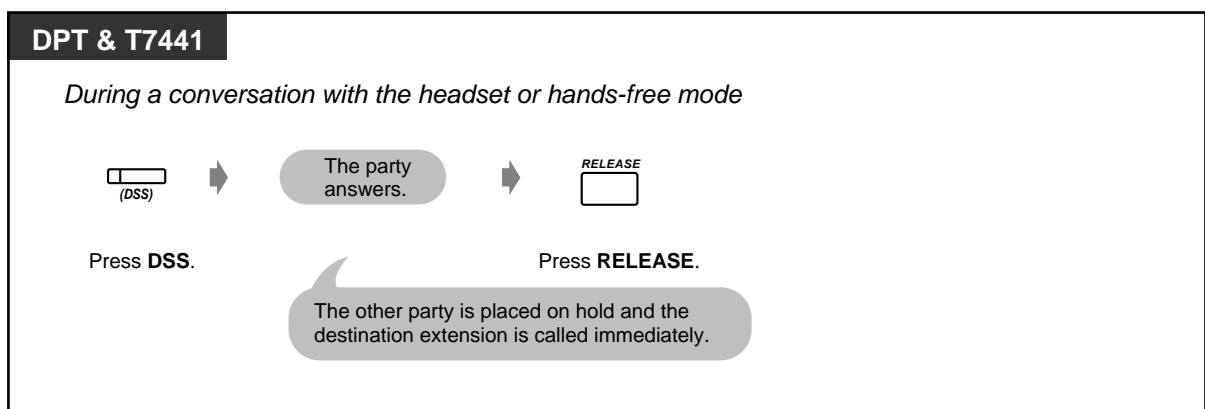 DPT & T7441
During a conversation with the headset or hands-free mode
The party
answers.
RELEASE
(DSS)
Press DSS.
Press RELEASE.
The other party is placed on hold and the
destination extension is called immediately.